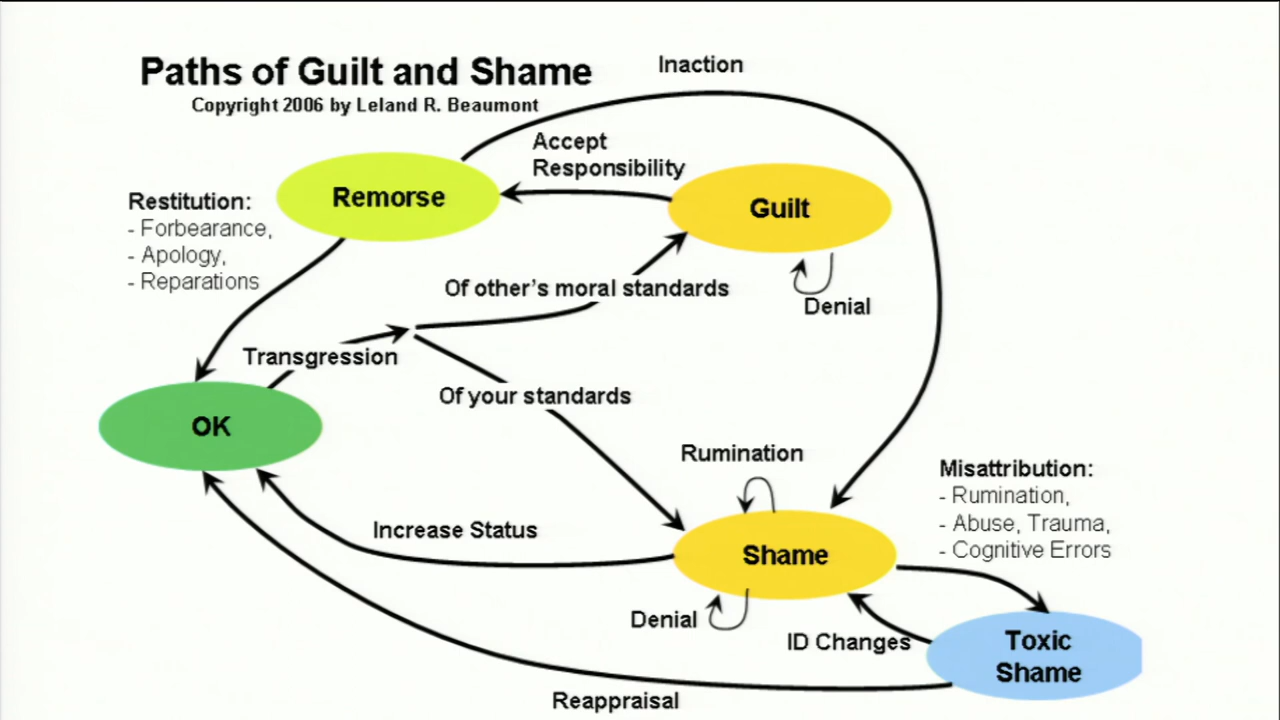 Paths of Guilt and Shame
Copyright 2006 by Leland R. Beaumont
Inaction
Accept
Responsibility
Remorse
Guilt
Restitution:
- Forbearance,
- Apology,
- Reparations
Of other's moral standards
Denial
Transgression
Of your standards
OK
Rumination
Misattribution:
- Rumination,
- Abuse, Trauma,
- Cognitive Errors
Increase Status
Shame
Denial
ID Changes
Toxic
Shame
Reappraisal